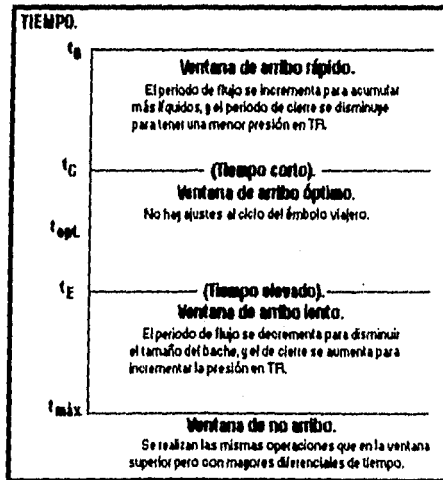 TIEMPO.
t₀
Ventana de arribo rápido.
El periodo de flujo se incrementa para acumular
más líquidos, y el periodo de cierre se disminuye
para tener una menor presión en TR.
t_C
(Tiempo corto).
Ventana de arribo óptimo.
No hay ajustes al ciclo del émbolo viajero.
t_opt.
t_E
(Tiempo elevado).
Ventana de arribo lento.
El periodo de flujo se decrementa para disminuir
el tamaño del bache, y el de cierre se aumenta para
incrementar la presión en TR.
t_máx
Ventana de no arribo.
Se realizan las mismas operaciones que en la ventana
superior pero con mayores diferenciales de tiempo.